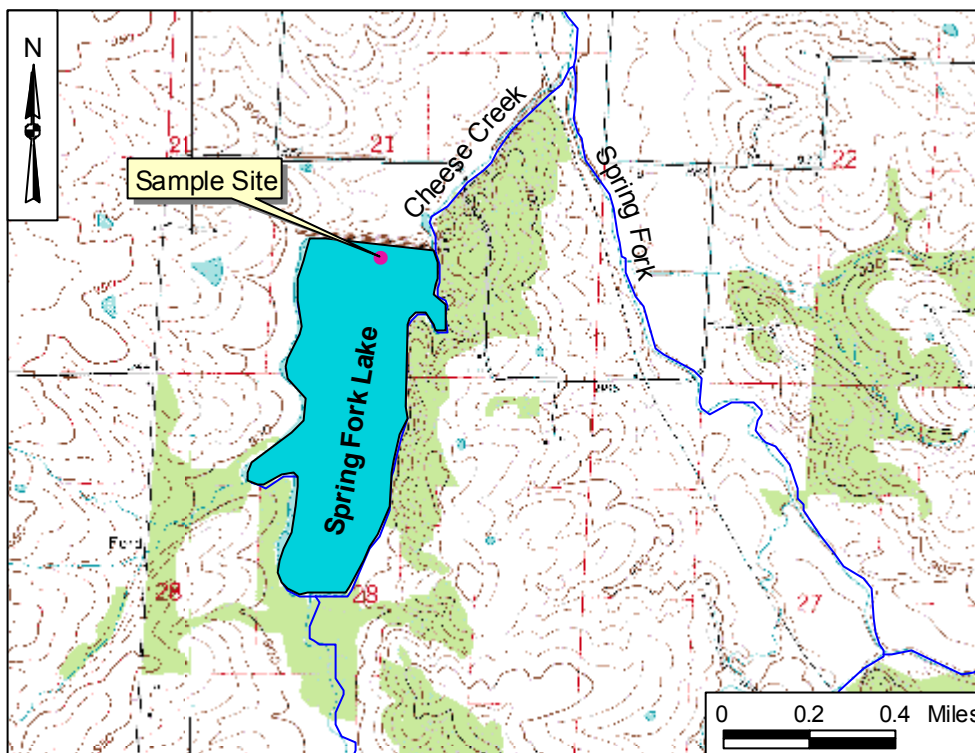 N
21
21
22
Sample Site
Cheese Creek
Spring Fork
Spring Fork Lake
Ford
28
28
27
0 0.2 0.4 Miles